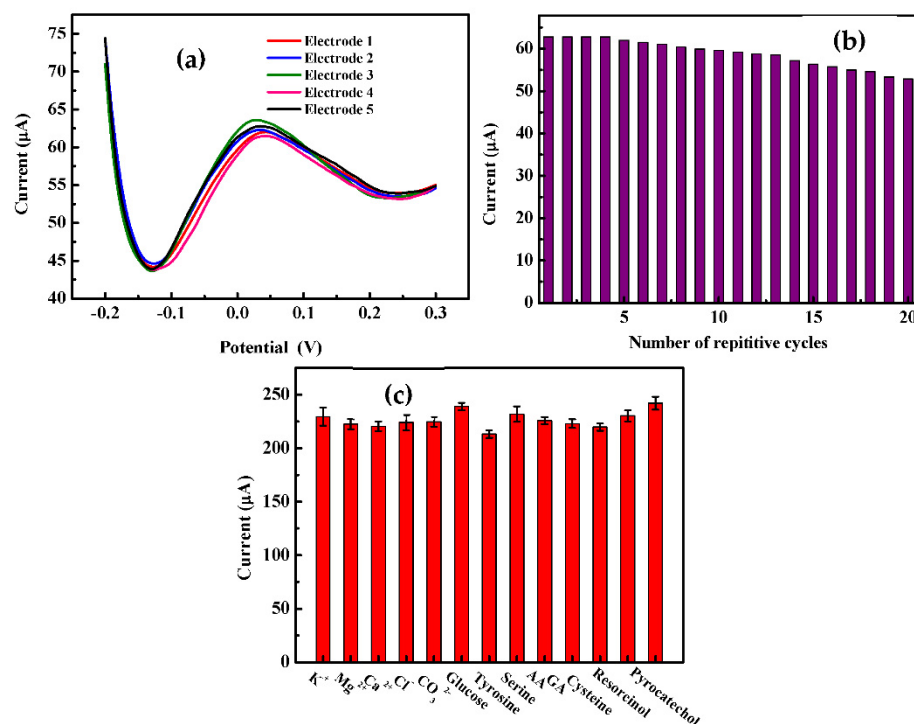 (a)
Electrode 1
Electrode 2
Electrode 3
Electrode 4
Electrode 5
75
70
65
60
55
50
45
40
Current (µA)
-0.2 -0.1 0.0 0.1 0.2 0.3
Potential (V)
(b)
60
50
40
30
20
10
0
Current (µA)
5 10 15 20
Number of repititive cycles
(c)
250
200
150
100
50
0
Current (µA)
K⁺ Mg²⁺ Ca²⁺ Cl⁻ CO₃²⁻ Glucose Tyrosine Serine AA GA Cysteine Resorcinol Pyrocatechol